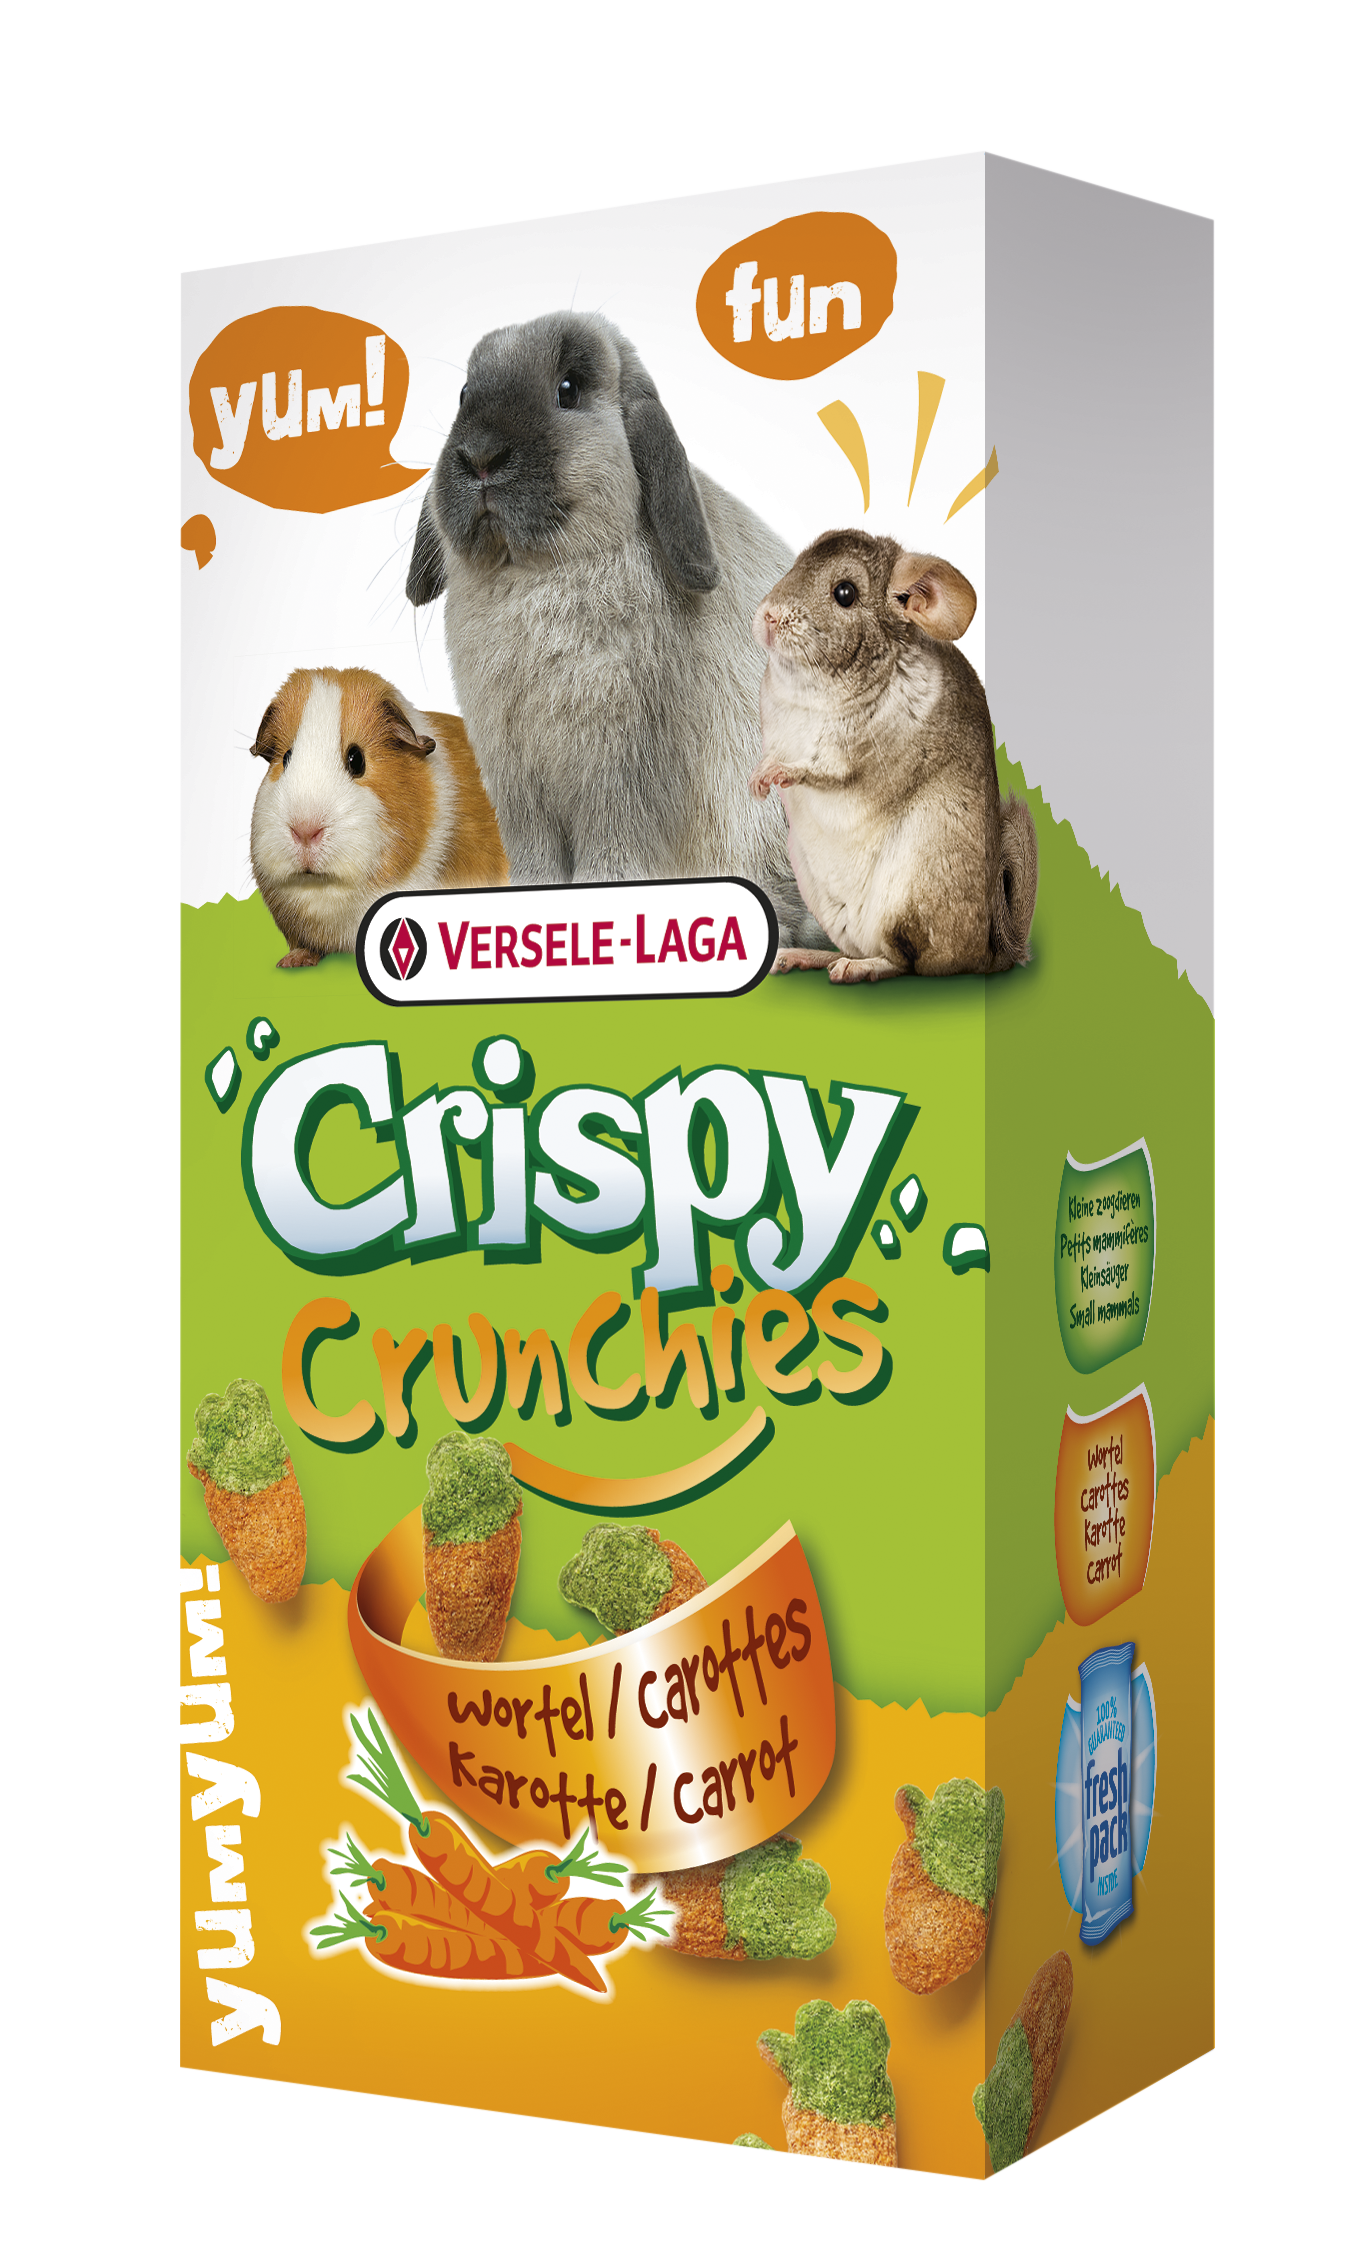 yum!
fun
VERSELE-LAGA
Crispy
Crunchies
wortel / carottes
karotte / carrot
yumyum!
Kleine zoogdieren
Petits mammifères
Kleinsäuger
Small mammals
wortel
carottes
karotte
carrot
100%
GUARANTEED
fresh
pack
INSIDE